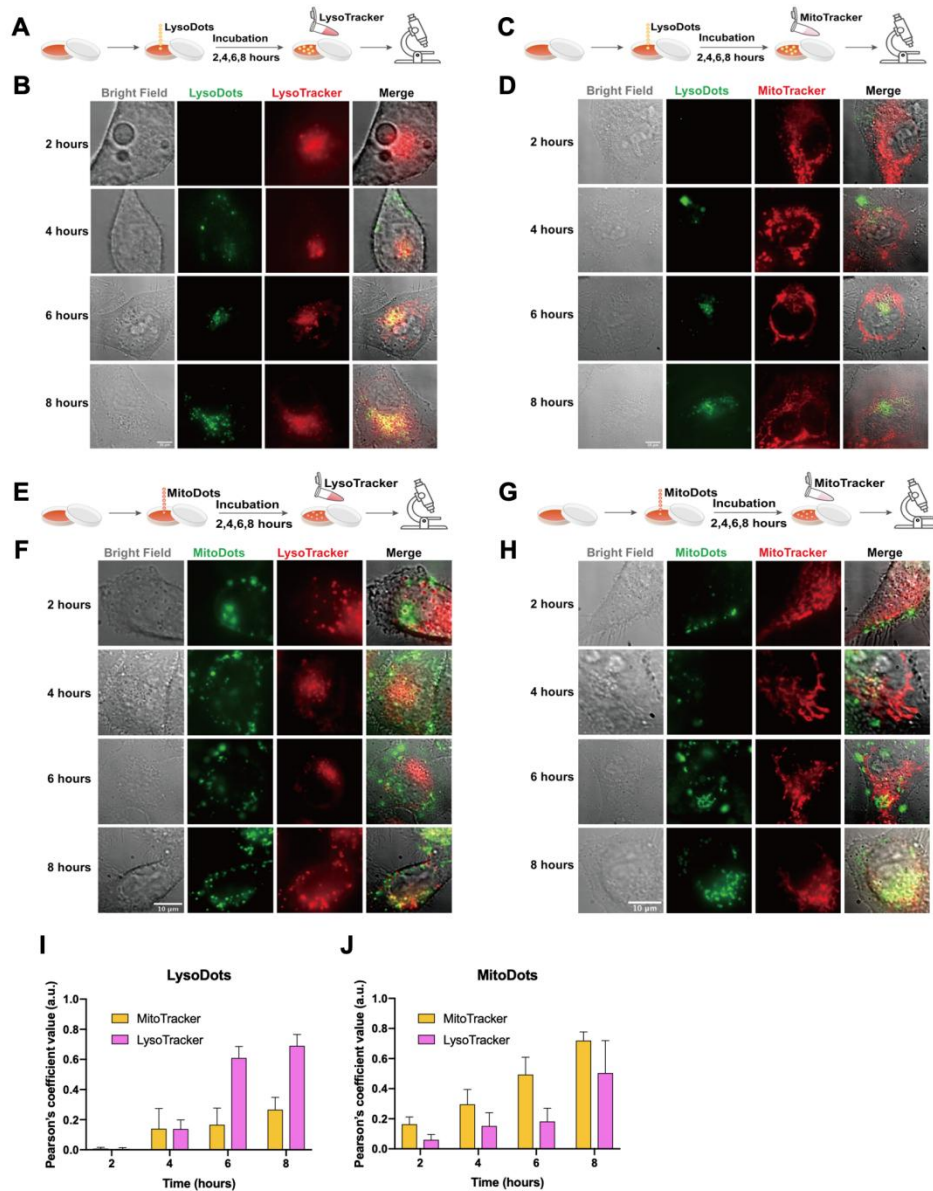 A
LysoDots
Incubation
2,4,6,8 hours
LysoTracker
C
LysoDots
Incubation
2,4,6,8 hours
MitoTracker
B
Bright Field LysoDots LysoTracker Merge
2 hours
4 hours
6 hours
8 hours
D
Bright Field LysoDots MitoTracker Merge
2 hours
4 hours
6 hours
8 hours
E
MitoDots
Incubation
2,4,6,8 hours
LysoTracker
G
MitoDots
Incubation
2,4,6,8 hours
MitoTracker
F
Bright Field MitoDots LysoTracker Merge
2 hours
4 hours
6 hours
8 hours
10 μm
H
Bright Field MitoDots MitoTracker Merge
2 hours
4 hours
6 hours
8 hours
10 μm
I
LysoDots
Pearson's coefficient value (a.u.)
1.0
0.8
0.6
0.4
0.2
0.0
MitoTracker
LysoTracker
2 4 6 8
Time (hours)
J
MitoDots
Pearson's coefficient value (a.u.)
1.0
0.8
0.6
0.4
0.2
0.0
MitoTracker
LysoTracker
2 4 6 8
Time (hours)